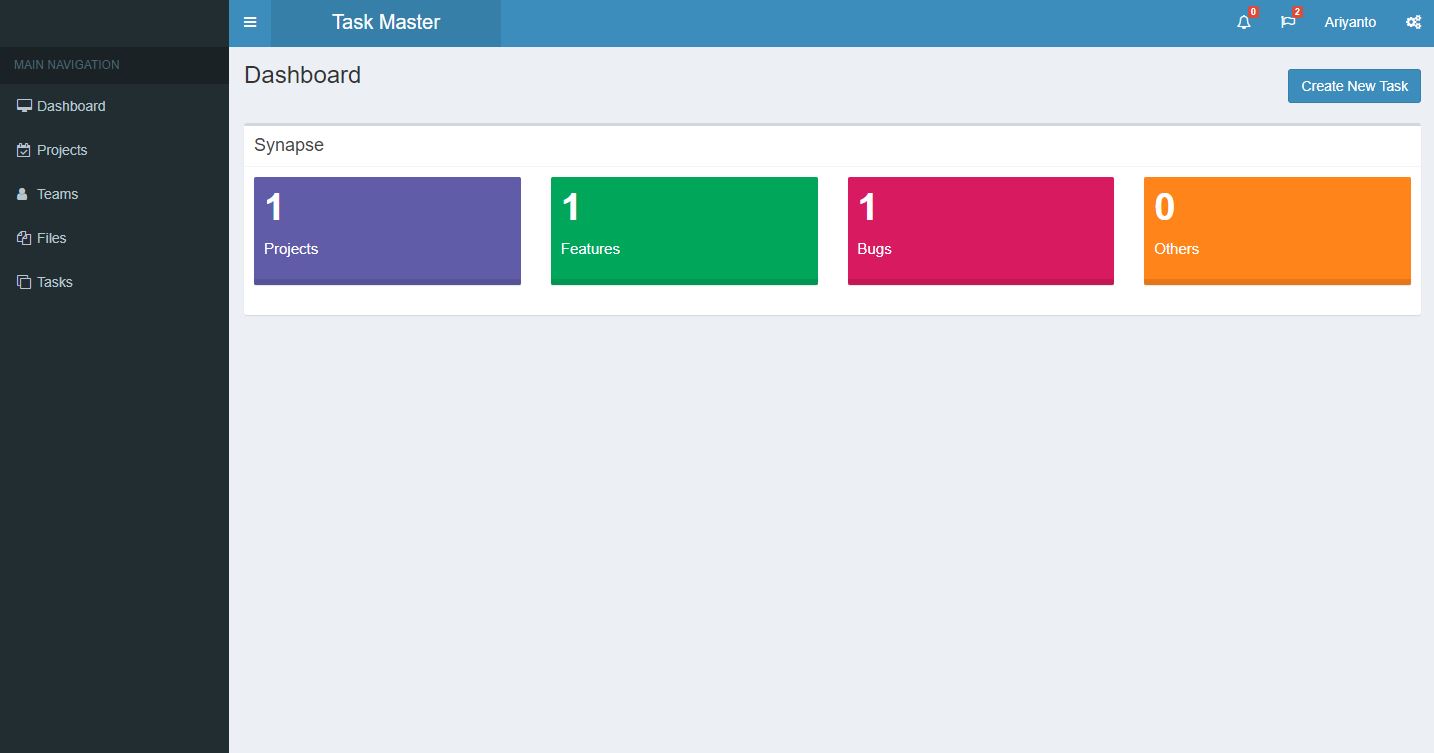 Task Master
0
2
Ariyanto
MAIN NAVIGATION
Dashboard
Projects
Teams
Files
Tasks
Dashboard
Create New Task
Synapse
1
Projects
1
Features
1
Bugs
0
Others